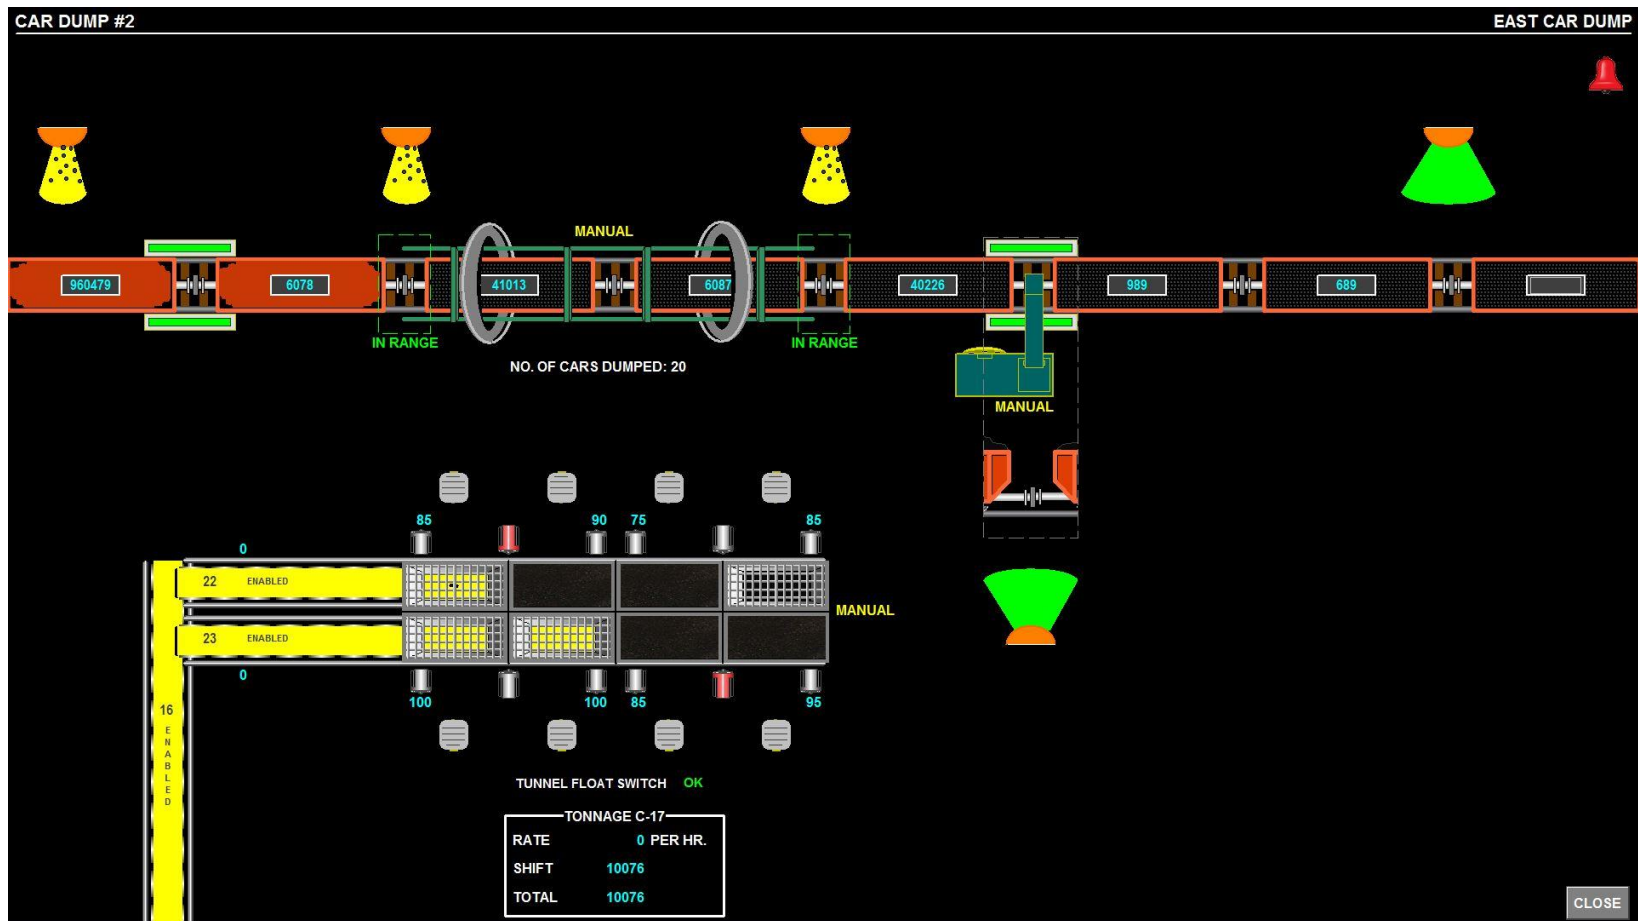 CAR DUMP #2
EAST CAR DUMP
MANUAL
960479
6078
41013
6087
40226
989
689
IN RANGE
IN RANGE
NO. OF CARS DUMPED: 20
MANUAL
85
90
75
85
0
22 ENABLED
MANUAL
23 ENABLED
0
100
100
85
95
16
ENABLED
TUNNEL FLOAT SWITCH OK
TONNAGE C-17
RATE 0 PER HR.
SHIFT 10076
TOTAL 10076
CLOSE